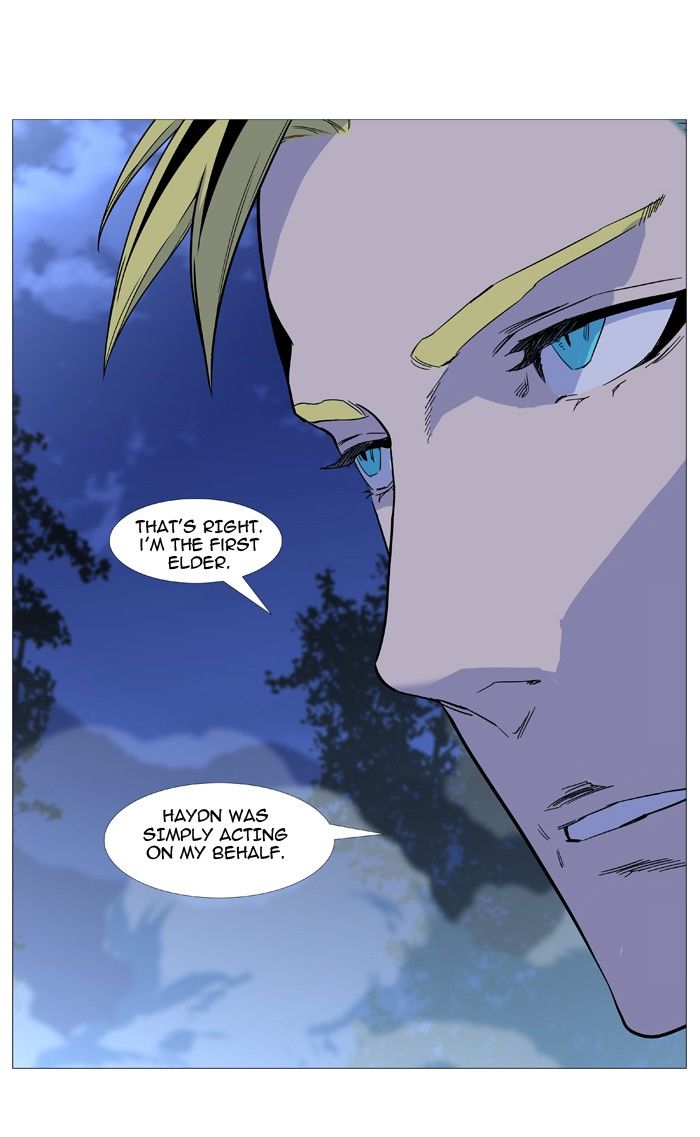 THAT'S RIGHT.
I'M THE FIRST
ELDER.
HAYDN WAS
SIMPLY ACTING
ON MY BEHALF.